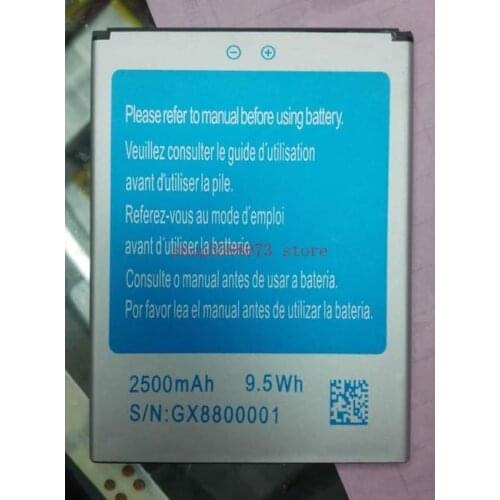 Please refer to manual before using battery.
Veuillez consulter le guide d'utilisation
avant d'utiliser la pile.
Referez-vous au mode d'emploi
avant d'utiliser la batterie.
Consulte o manual antes de usar a bateria.
Por favor lea el manual antes de utilizar la bateria.
2500mAh 9.5Wh
S/N:GX8800001